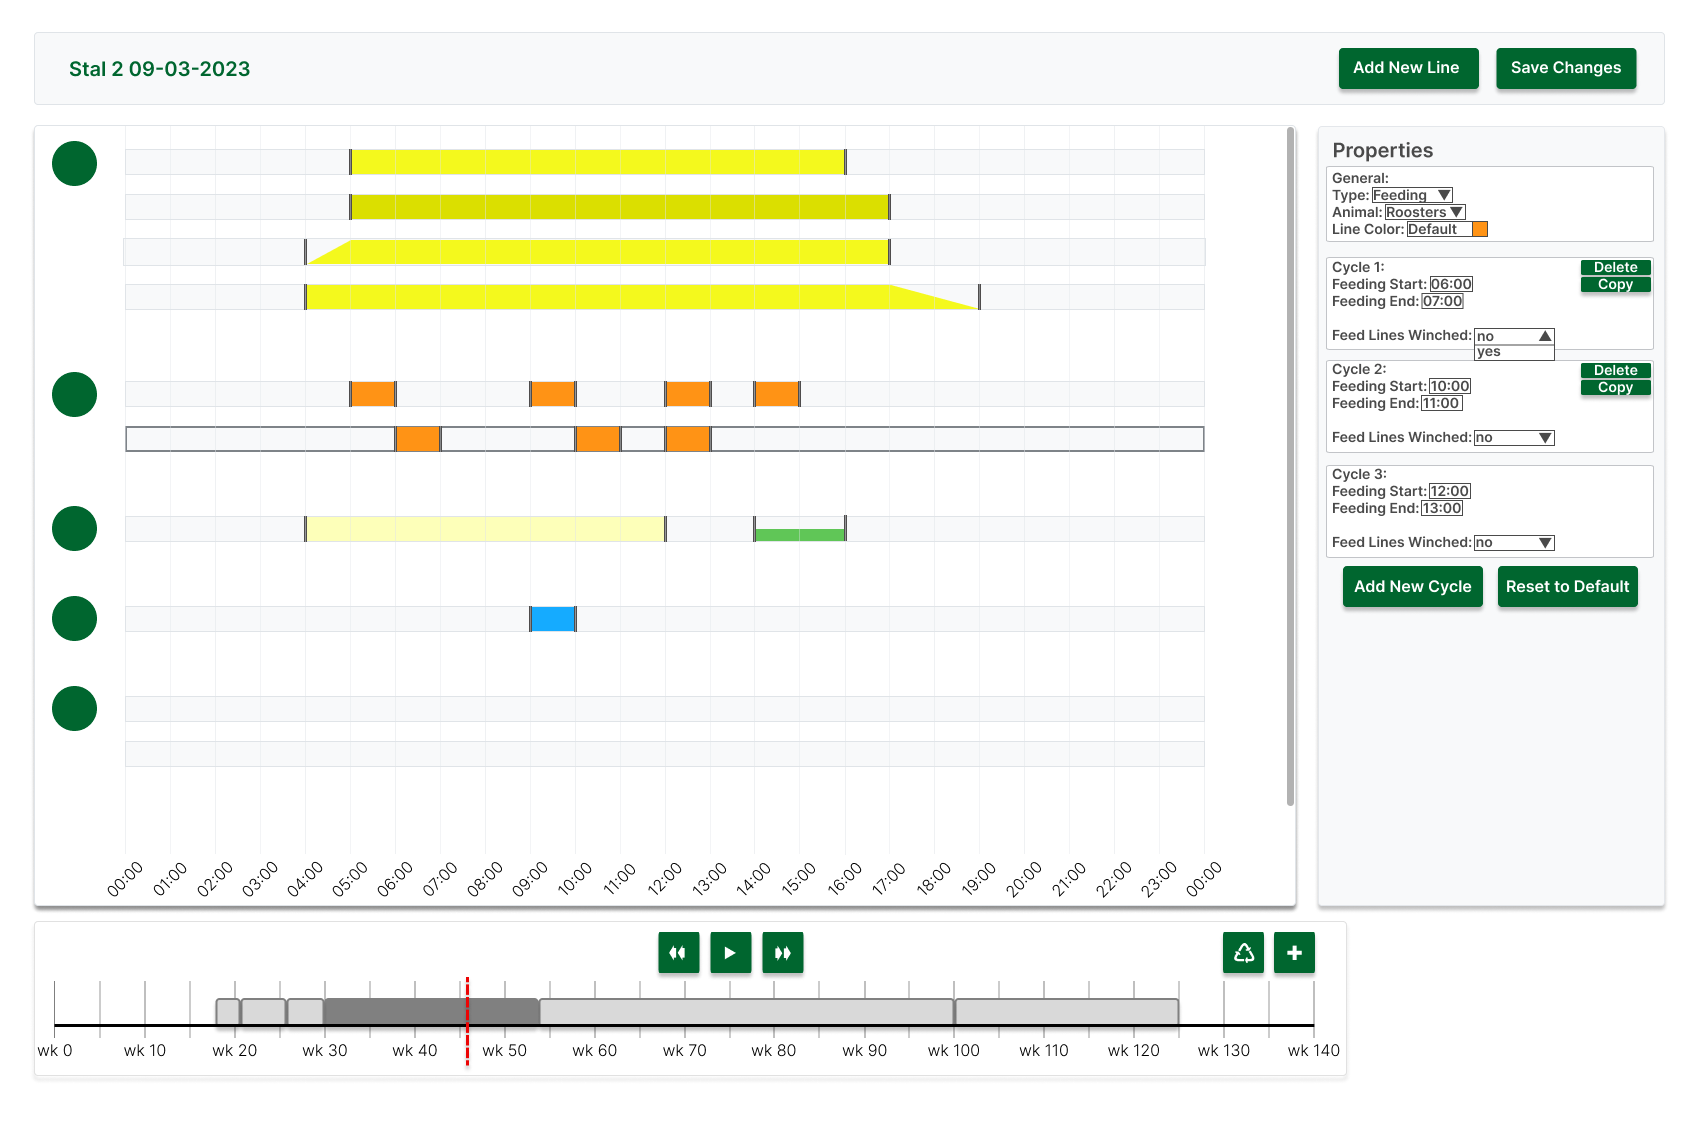 Stal 2 09-03-2023
Add New Line
Save Changes
Properties
General:
Type: Feeding
Animal: Roosters
Line Color: Default
Cycle 1:
Delete
Feeding Start: 06:00
Copy
Feeding End: 07:00
Feed Lines Winched: no
yes
Cycle 2:
Delete
Feeding Start: 10:00
Copy
Feeding End: 11:00
Feed Lines Winched: no
Cycle 3:
Feeding Start: 12:00
Feeding End: 13:00
Feed Lines Winched: no
Add New Cycle
Reset to Default
00:00 01:00 02:00 03:00 04:00 05:00 06:00 07:00 08:00 09:00 10:00 11:00 12:00 13:00 14:00 15:00 16:00 17:00 18:00 19:00 20:00 21:00 22:00 23:00 00:00
wk 0 wk 10 wk 20 wk 30 wk 40 wk 50 wk 60 wk 70 wk 80 wk 90 wk 100 wk 110 wk 120 wk 130 wk 140